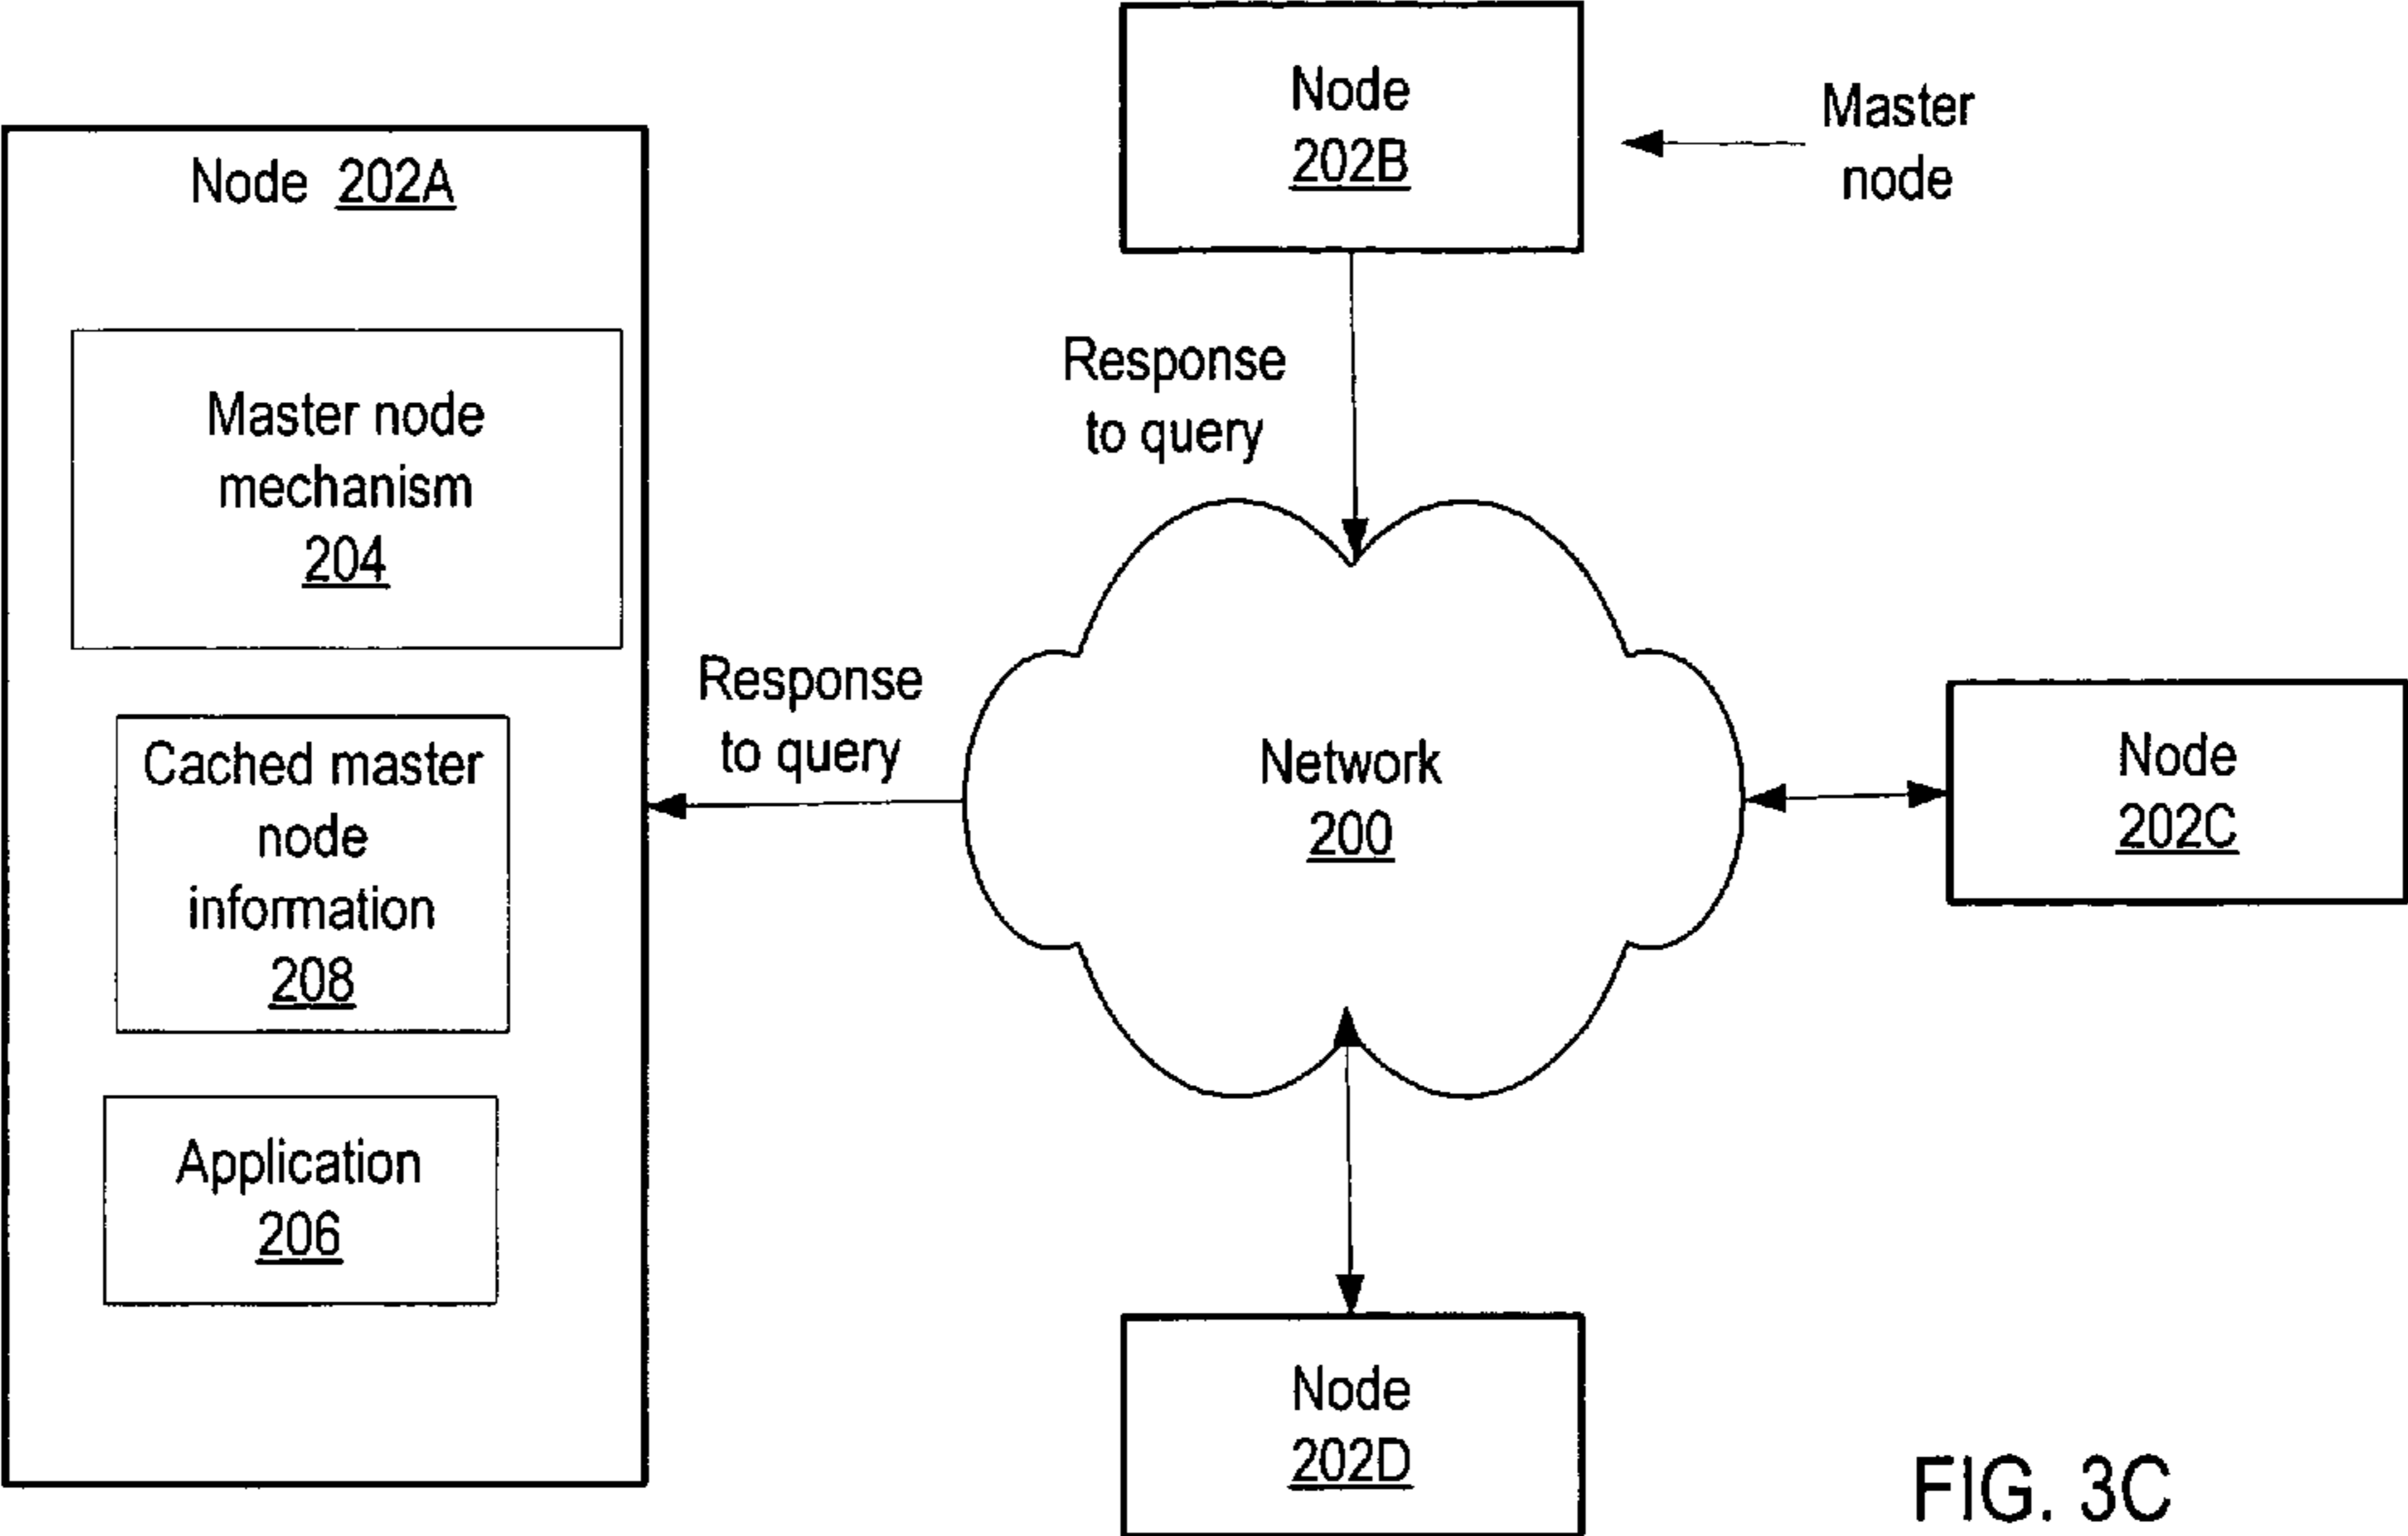 Node
202B
Master
node
Node 202A
Master node
mechanism
204
Response
to query
Response
to query
Cached master
node
information
208
Network
200
Node
202C
Application
206
Node
202D
FIG. 3C